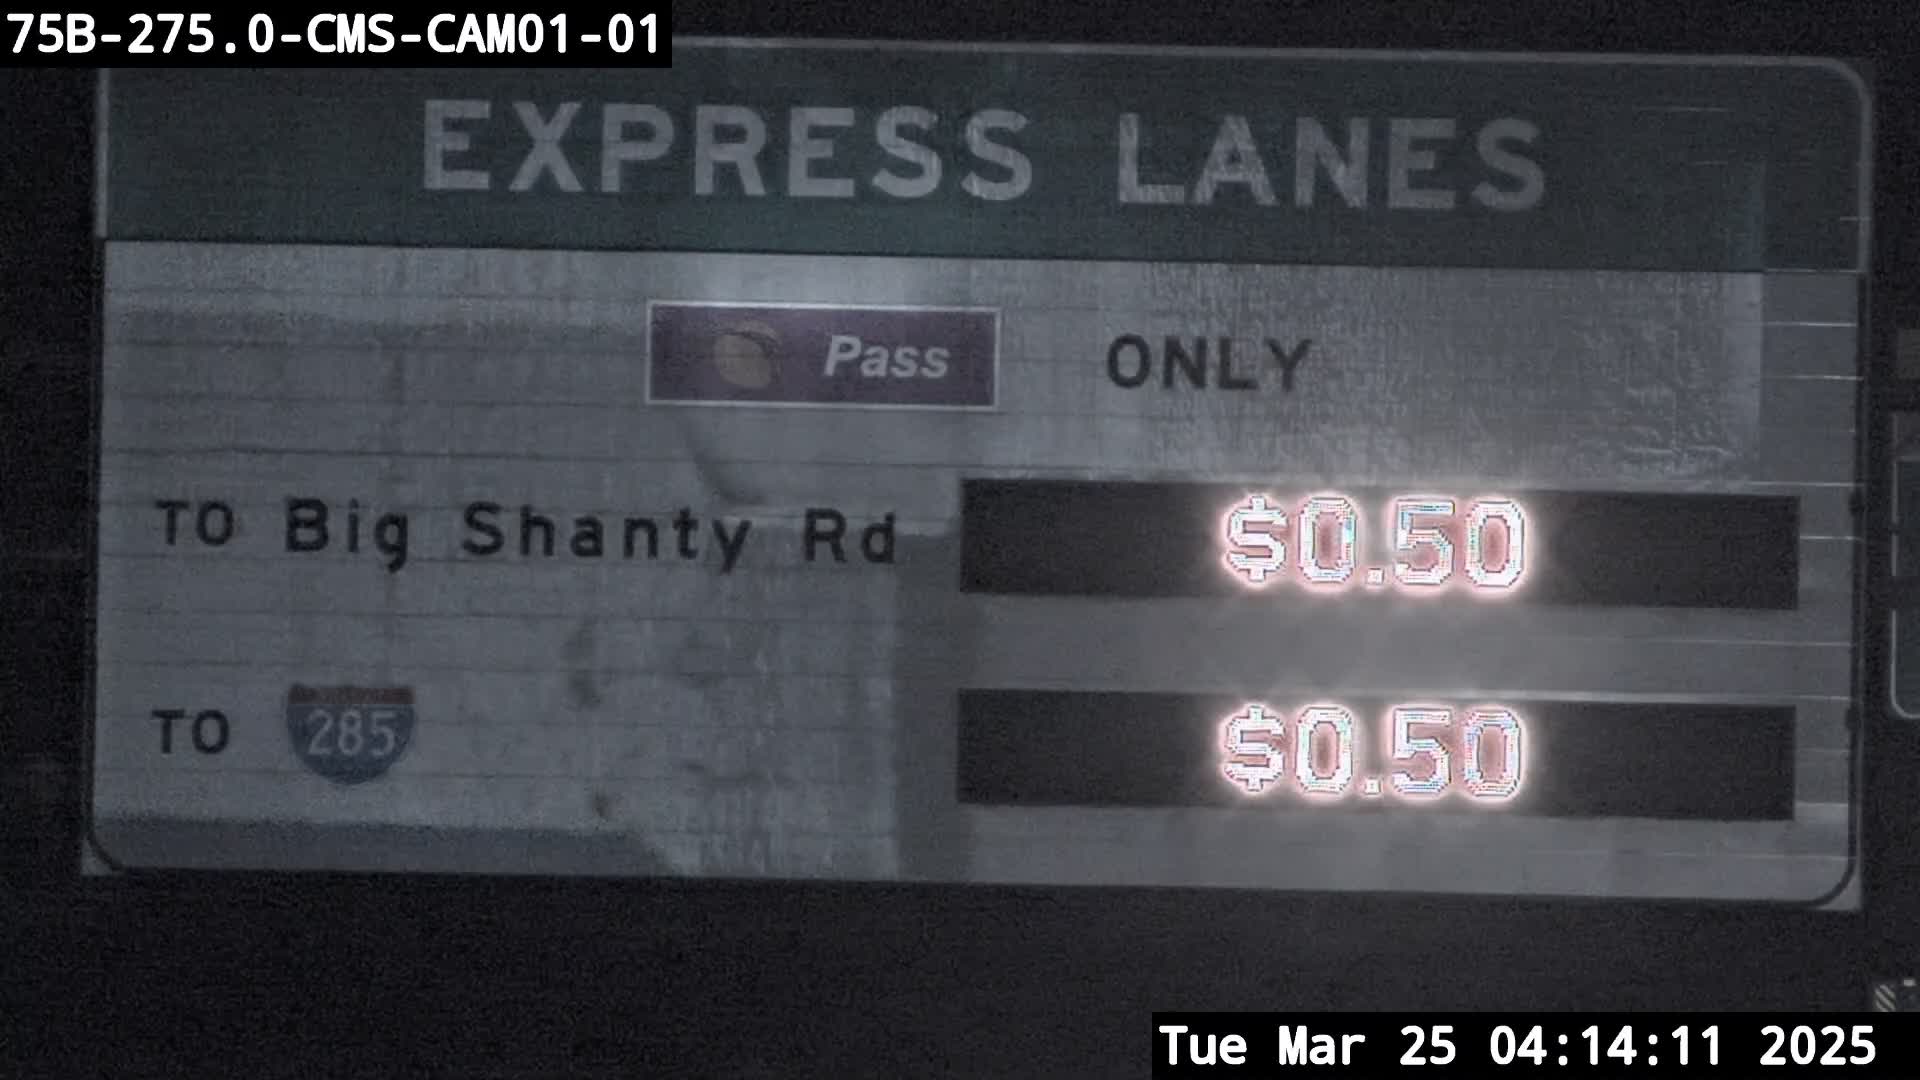 75B-275.0-CMS-CAM01-01
EXPRESS LANES
Pass ONLY
TO Big Shanty Rd $0.50
TO 285 $0.50
Tue Mar 25 04:14:11 2025